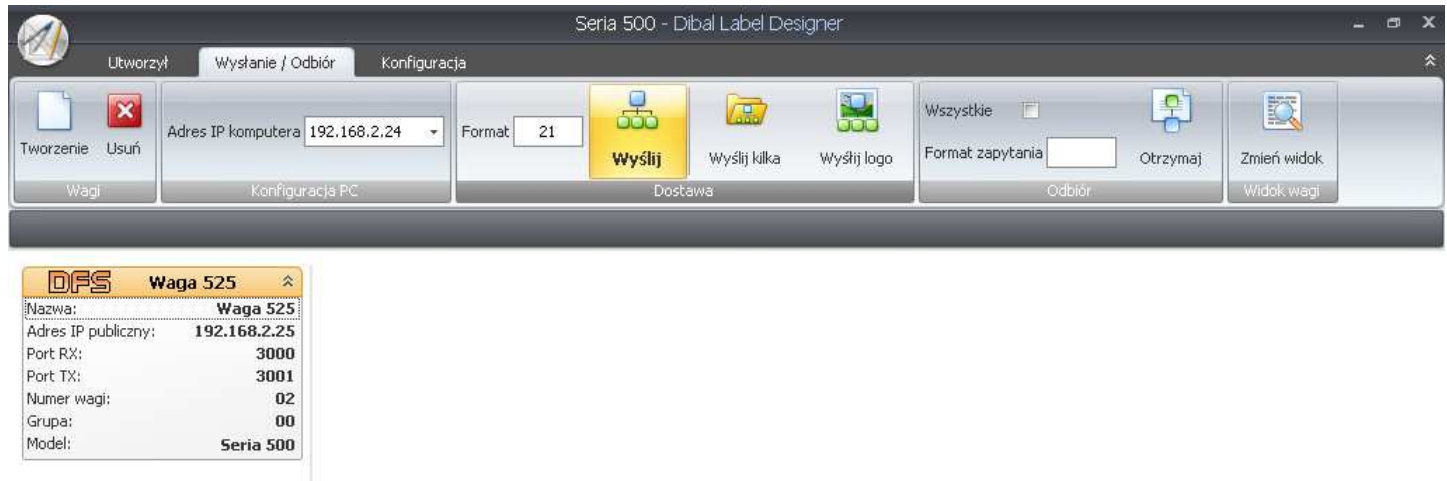 Seria 500 - Dibal Label Designer
Utworzył Wysłanie / Odbiór Konfiguracja
Tworzenie Usuń
Wagi
Adres IP komputera 192.168.2.24
Konfiguracja PC
Format 21
Wyślij Wyślij kilka Wyślij logo
Dostawa
Wszystkie
Format zapytania
Otrzymaj
Odbiór
Zmień widok
Widok wagi
DFS Waga 525
Nazwa: Waga 525
Adres IP publiczny: 192.168.2.25
Port RX: 3000
Port TX: 3001
Numer wagi: 02
Grupa: 00
Model: Seria 500